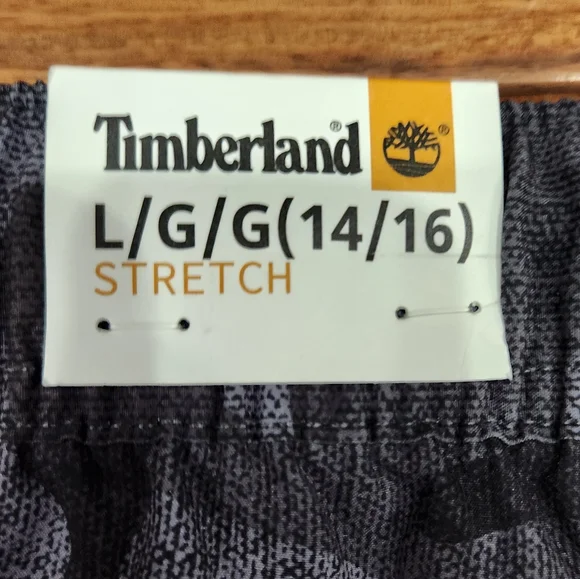 Timberland® ®
L/G/G(14/16)
STRETCH